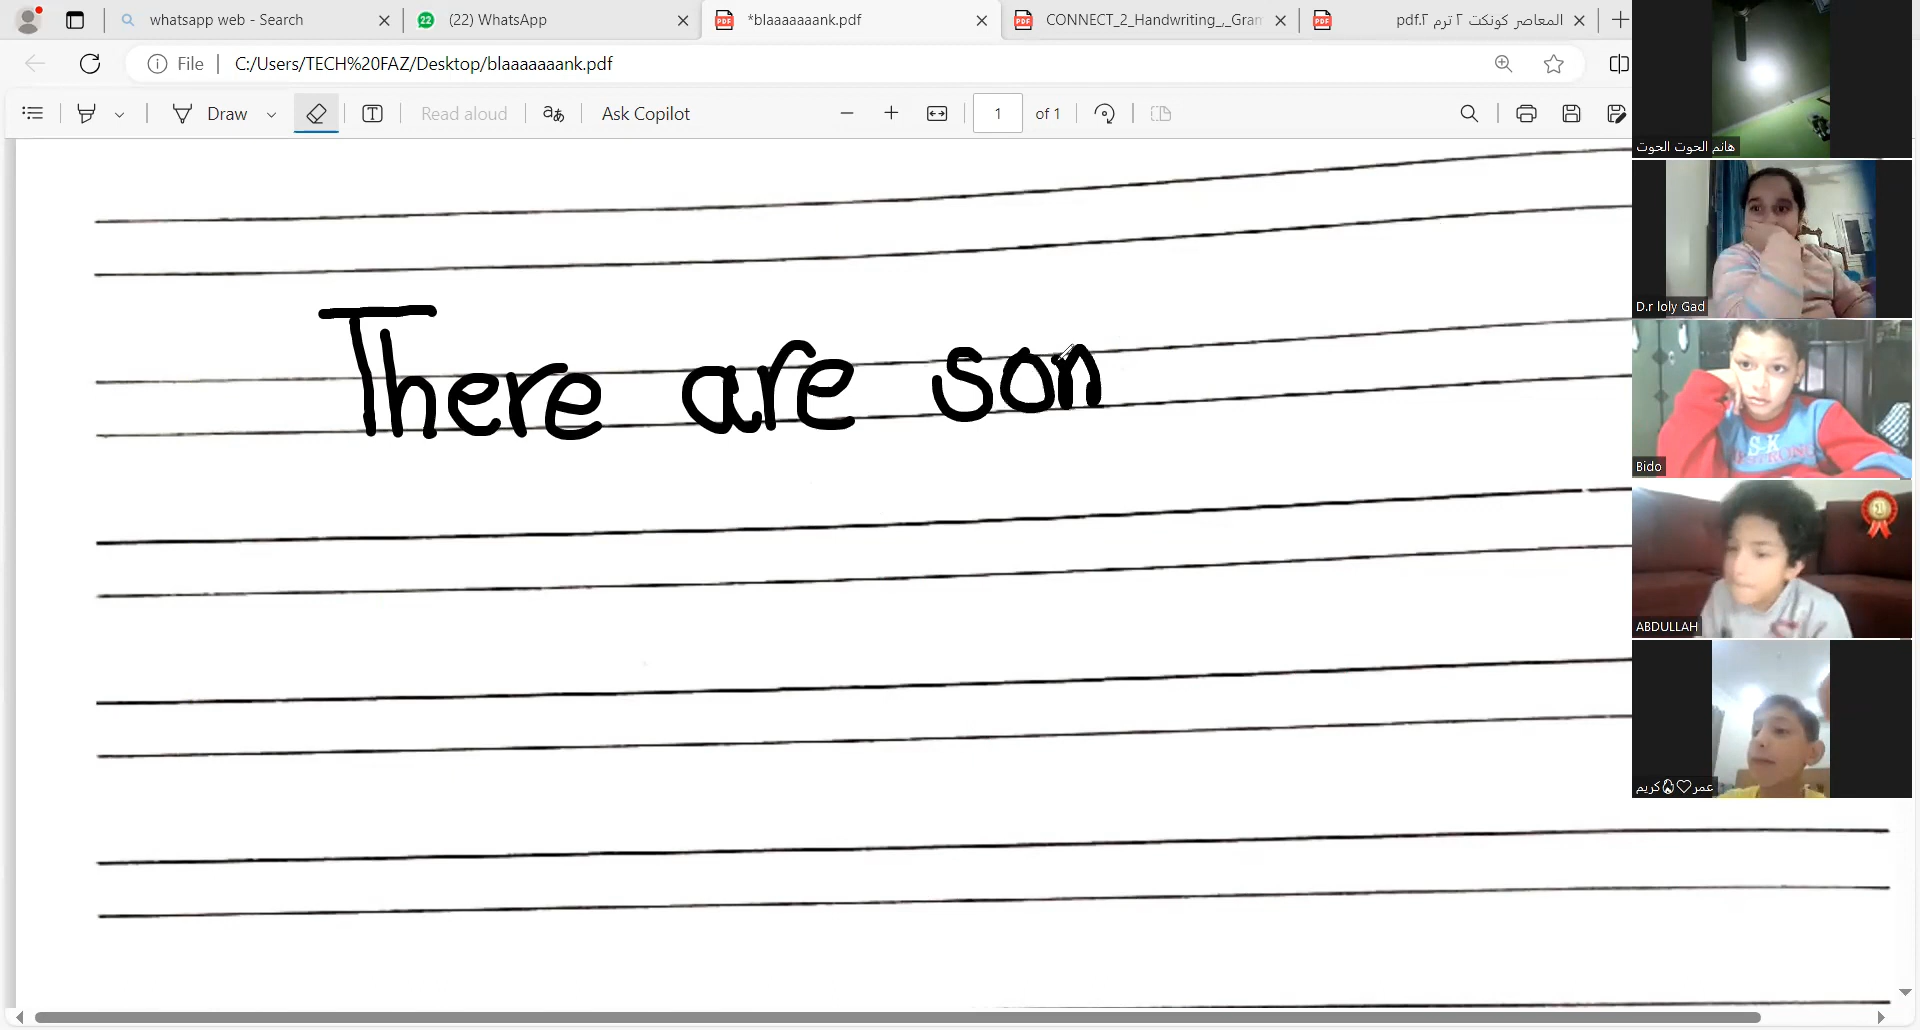 whatsapp web - Search
(22) WhatsApp
*blaaaaaaank.pdf
CONNECT_2_Handwriting_,_Gran
المعاصر كونكت ٢ ترم ٢.pdf
File
C:/Users/TECH%20FAZ/Desktop/blaaaaaaank.pdf
Draw
Read aloud
Ask Copilot
1 of 1
There are son
هانم الحوت الحوت
D.r loly Gad
S-K
Bido
ABDULLAH
عمر كريم